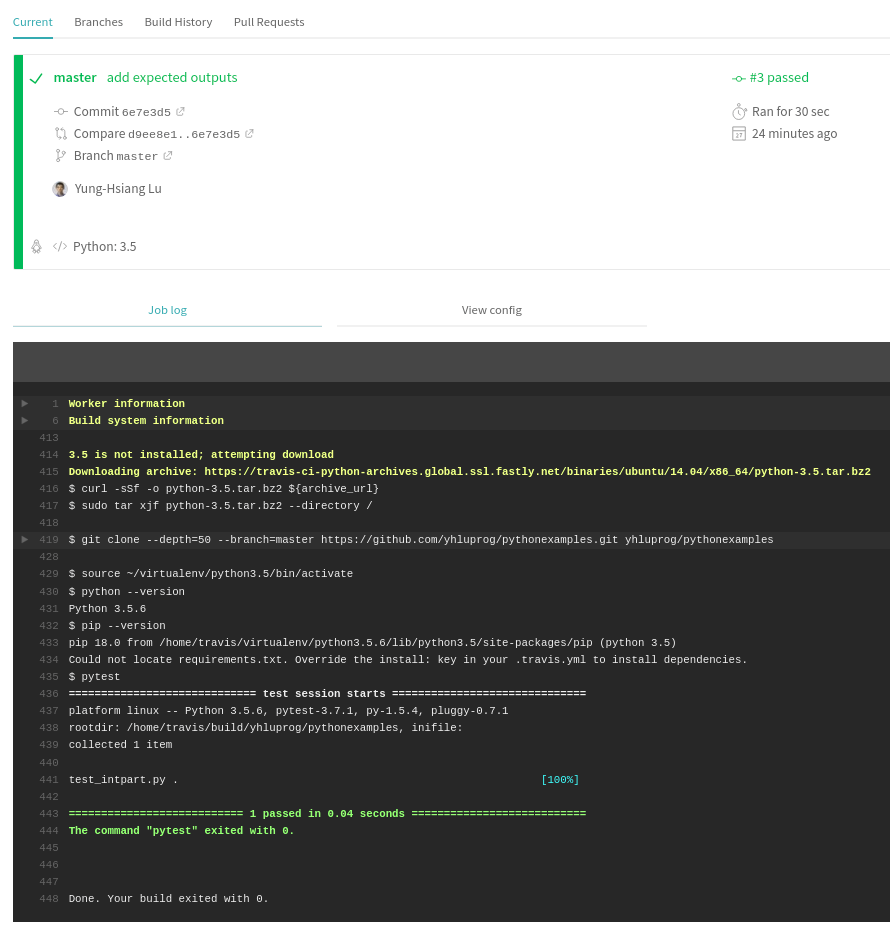 Current Branches Build History Pull Requests
master add expected outputs #3 passed
Commit 6e7e3d5 Ran for 30 sec
Compare d9ee8e1..6e7e3d5 24 minutes ago
Branch master
Yung-Hsiang Lu
</> Python: 3.5
Job log View config
1 Worker information
6 Build system information
413
414 3.5 is not installed; attempting download
415 Downloading archive: https://travis-ci-python-archives.global.ssl.fastly.net/binaries/ubuntu/14.04/x86_64/python-3.5.tar.bz2
416 $ curl -sSf -o python-3.5.tar.bz2 ${archive_url}
417 $ sudo tar xjf python-3.5.tar.bz2 --directory /
418
419 $ git clone --depth=50 --branch=master https://github.com/yhluprog/pythonexamples.git yhluprog/pythonexamples
428
429 $ source ~/virtualenv/python3.5/bin/activate
430 $ python --version
431 Python 3.5.6
432 $ pip --version
433 pip 18.0 from /home/travis/virtualenv/python3.5.6/lib/python3.5/site-packages/pip (python 3.5)
434 Could not locate requirements.txt. Override the install: key in your .travis.yml to install dependencies.
435 $ pytest
436 ============================= test session starts ==============================
437 platform linux -- Python 3.5.6, pytest-3.7.1, py-1.5.4, pluggy-0.7.1
438 rootdir: /home/travis/build/yhluprog/pythonexamples, inifile:
439 collected 1 item
440
441 test_intpart.py . [100%]
442
443 =========================== 1 passed in 0.04 seconds ===========================
444 The command "pytest" exited with 0.
445
446
447
448 Done. Your build exited with 0.